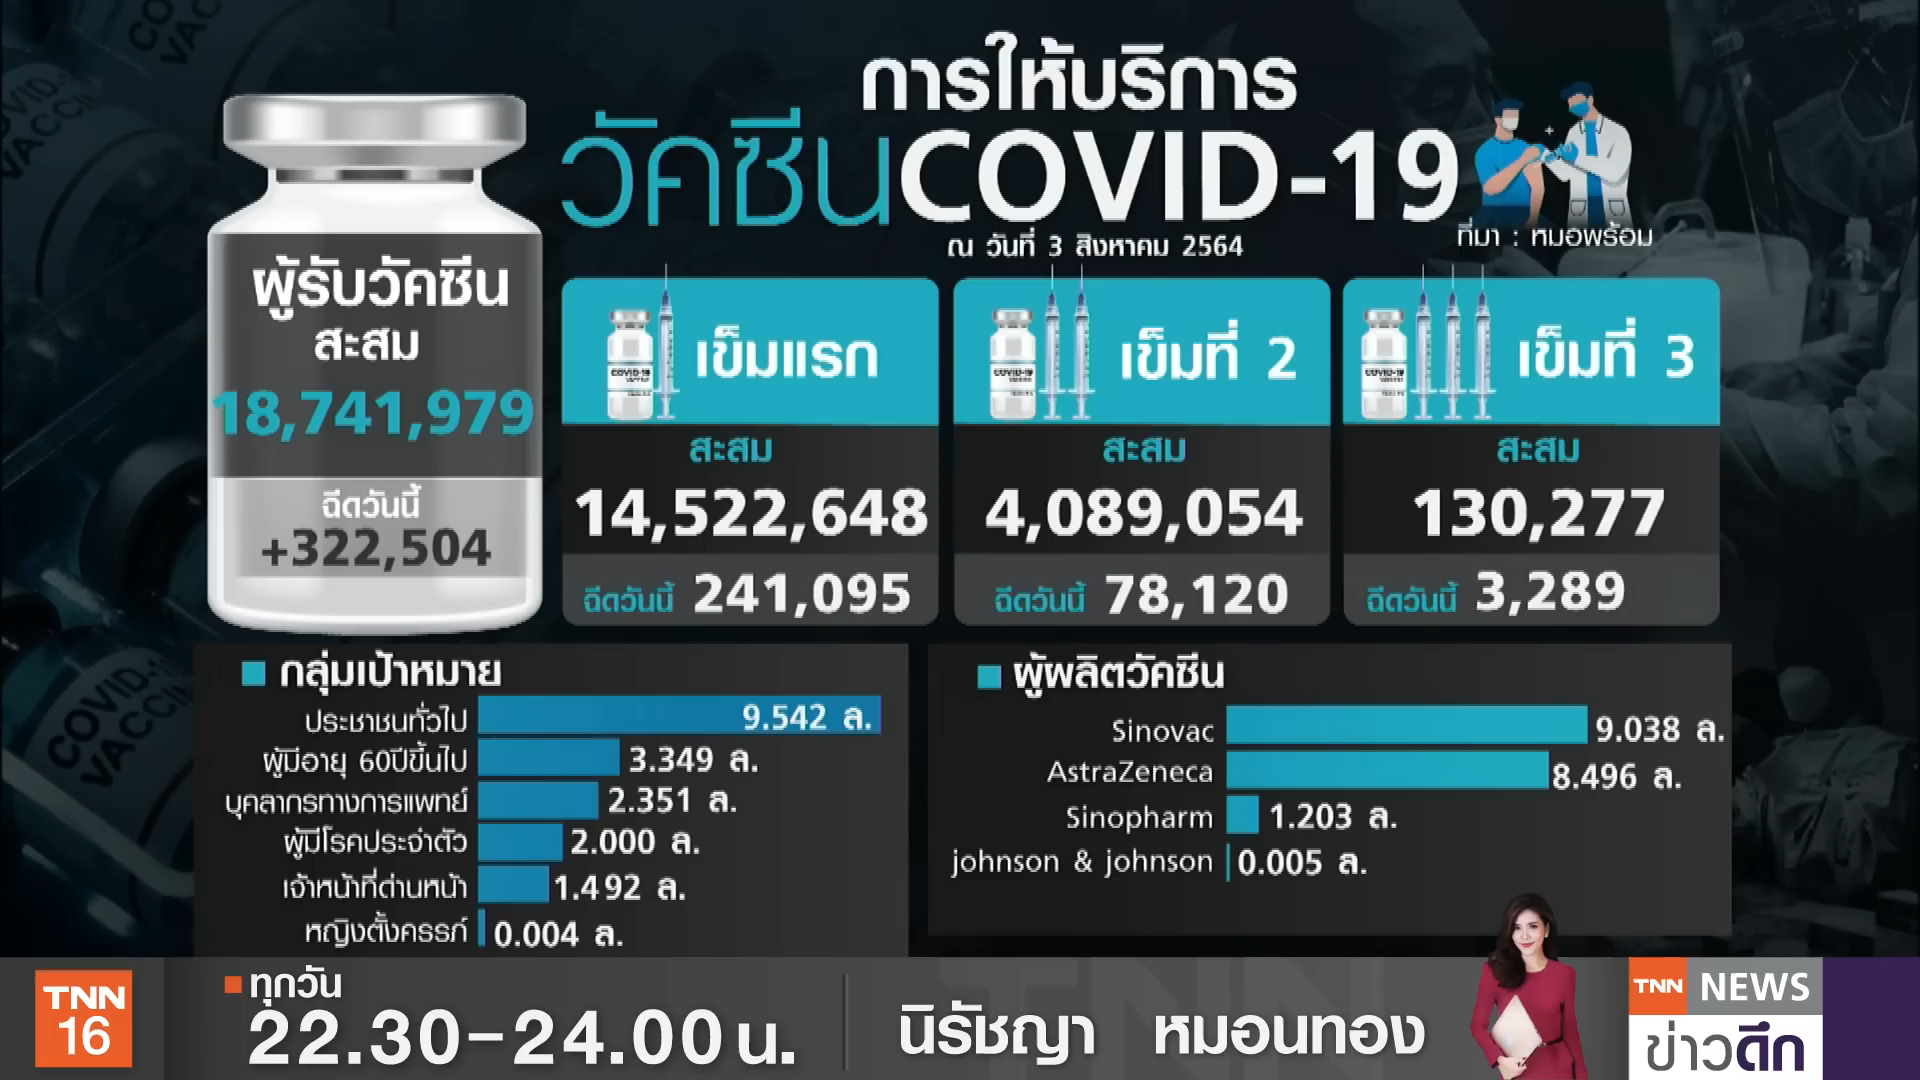 การให้บริการ
วัคซีนCOVID-19
ณ วันที่ 3 สิงหาคม 2564
ที่มา : หมอพร้อม
ผู้รับวัคซีน
สะสม
18,741,979
ฉีดวันนี้
+322,504
เข็มแรก
สะสม
14,522,648
ฉีดวันนี้ 241,095
เข็มที่ 2
สะสม
4,089,054
ฉีดวันนี้ 78,120
เข็มที่ 3
สะสม
130,277
ฉีดวันนี้ 3,289
กลุ่มเป้าหมาย
ประชาชนทั่วไป 9.542 ล.
ผู้มีอายุ 60ปีขึ้นไป 3.349 ล.
บุคลากรทางการแพทย์ 2.351 ล.
ผู้มีโรคประจำตัว 2.000 ล.
เจ้าหน้าที่ด่านหน้า 1.492 ล.
หญิงตั้งครรภ์ 0.004 ล.
ผู้ผลิตวัคซีน
Sinovac 9.038 ล.
AstraZeneca 8.496 ล.
Sinopharm 1.203 ล.
johnson & johnson 0.005 ล.
TNN
16
ทุกวัน
22.30-24.00 น.
นิรัชญา หมอนทอง
TNN NEWS
ข่าวดึก
COVID-19
VACCINE
COVID-19
VACCINE
COVID-19
VACCINE